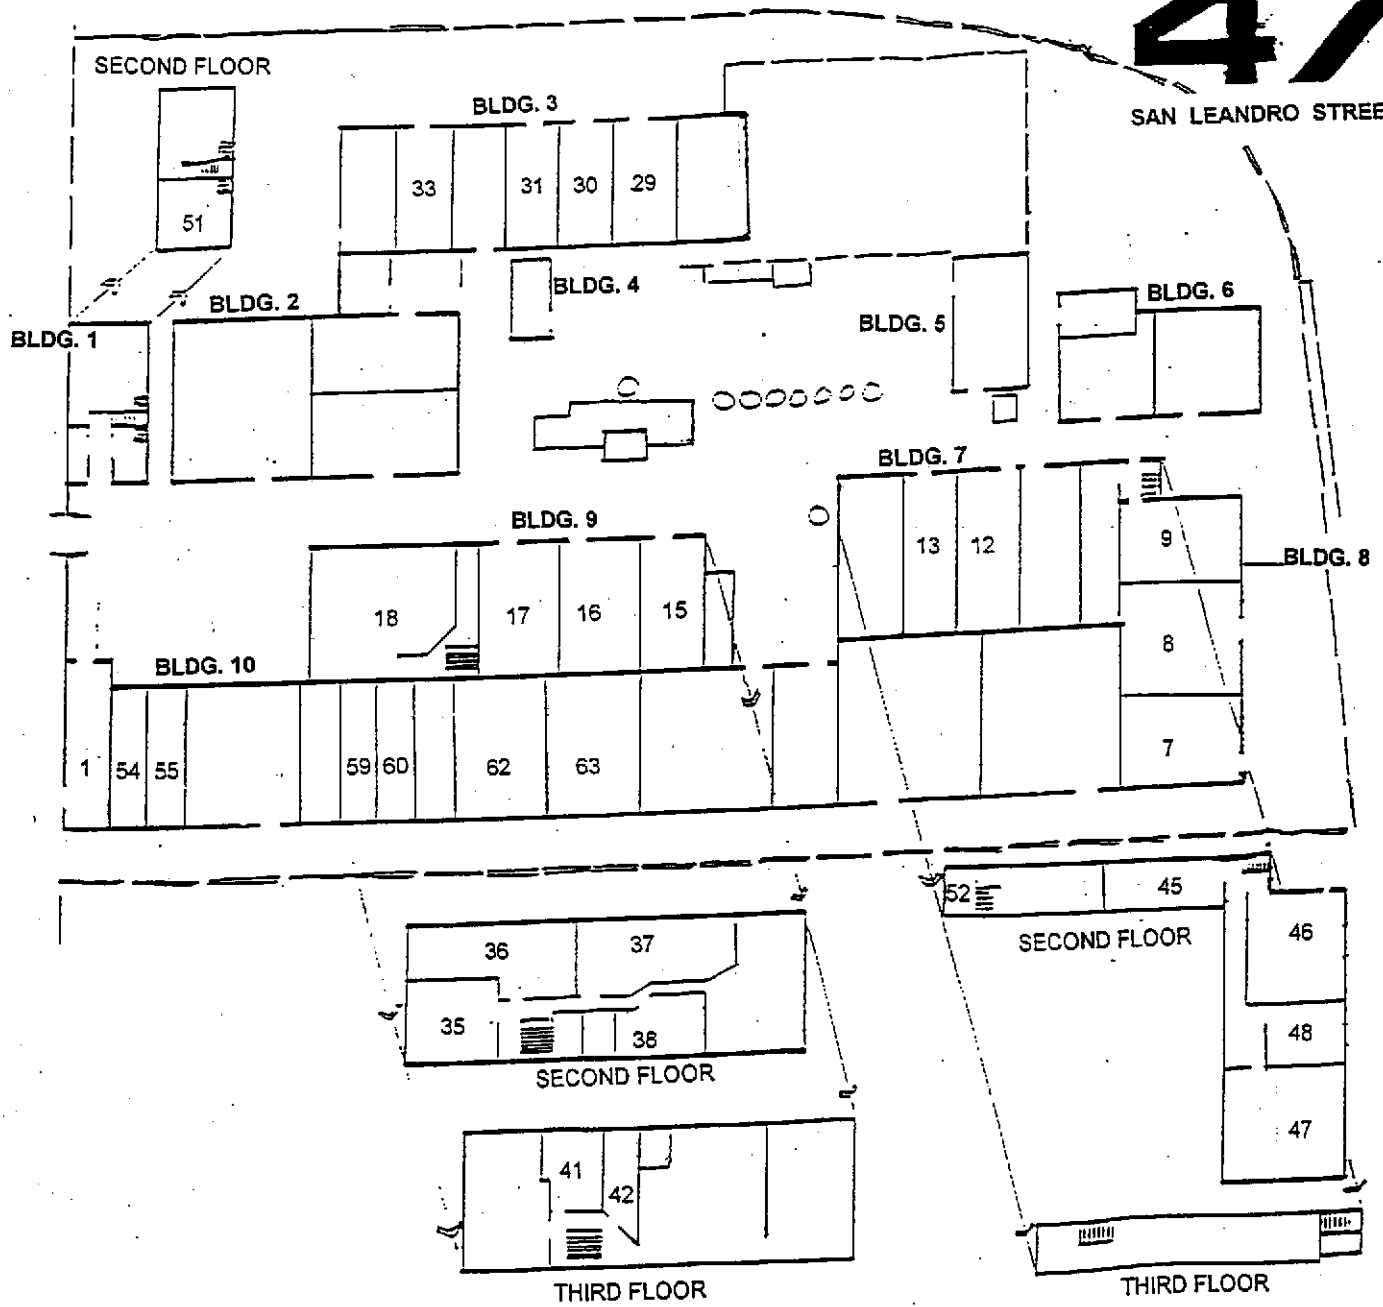 47
SAN LEANDRO STREE
SECOND FLOOR
BLDG. 3
33 31 30 29
51
BLDG. 4
BLDG. 2
BLDG. 6
BLDG. 5
BLDG. 1
BLDG. 7
BLDG. 9
13 12 9
BLDG. 8
18 17 16 15
8
BLDG. 10
7
1 54 55 59 60 62 63
52 45
46
SECOND FLOOR
36 37
35 38
48
SECOND FLOOR
47
41
42
THIRD FLOOR
THIRD FLOOR